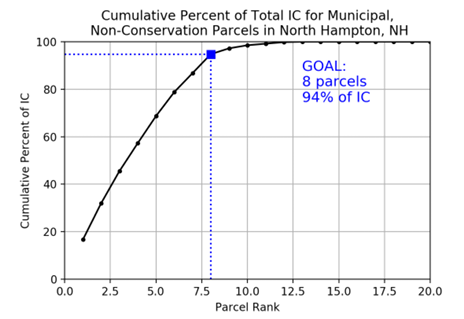 Cumulative Percent of Total IC for Municipal,
Non-Conservation Parcels in North Hampton, NH
100
80
60
40
20
0
Cumulative Percent of IC
GOAL:
8 parcels
94% of IC
0.0 2.5 5.0 7.5 10.0 12.5 15.0 17.5 20.0
Parcel Rank